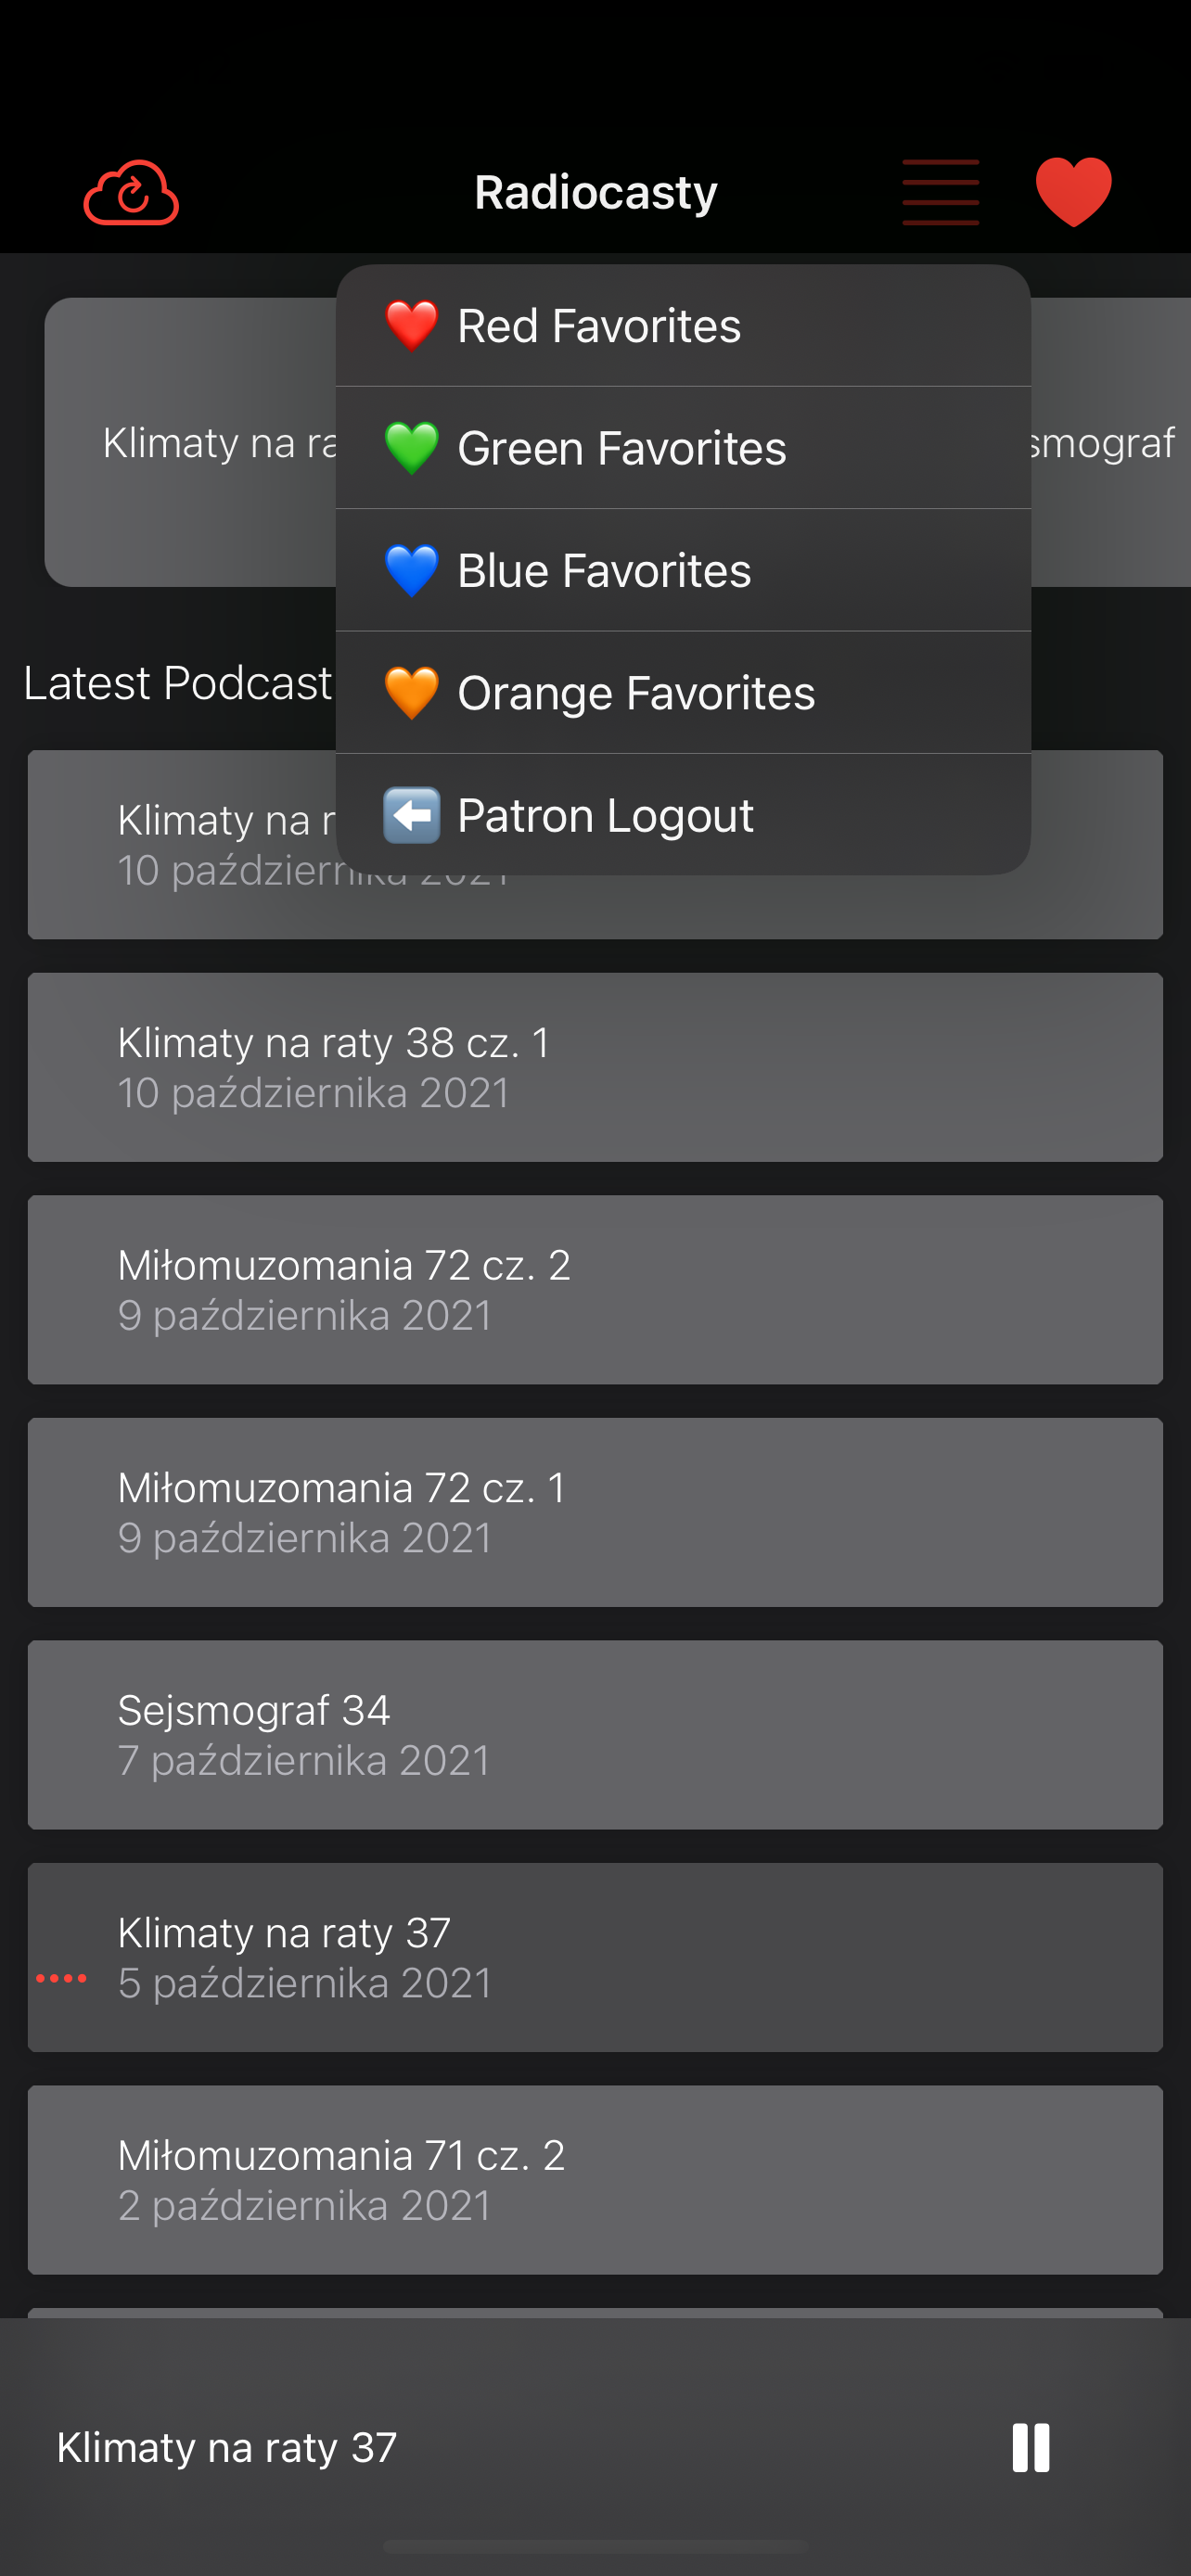 Radiocasty
Red Favorites
Green Favorites
Klimaty na ra
smograf
Blue Favorites
Orange Favorites
Latest Podcast
Patron Logout
Klimaty na r
10 października 2021
Klimaty na raty 38 cz. 1
10 października 2021
Miłomuzomania 72 cz. 2
9 października 2021
Miłomuzomania 72 cz. 1
9 października 2021
Sejsmograf 34
7 października 2021
Klimaty na raty 37
5 października 2021
Miłomuzomania 71 cz. 2
2 października 2021
Klimaty na raty 37